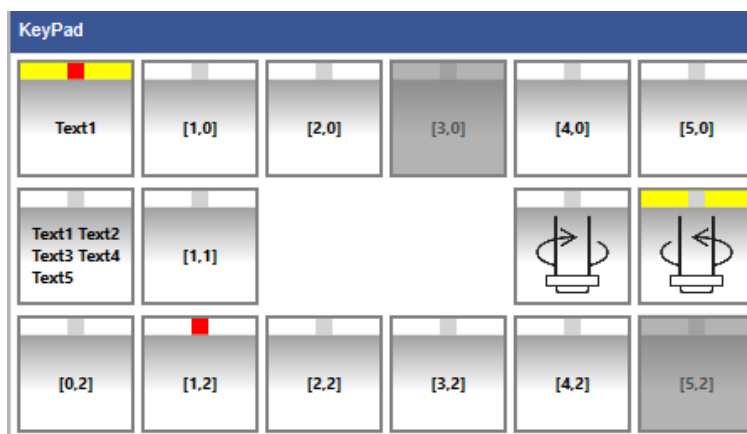 KeyPad
Text1
[1,0]
[2,0]
[3,0]
[4,0]
[5,0]
Text1 Text2
Text3 Text4
Text5
[1,1]
[0,2]
[1,2]
[2,2]
[3,2]
[4,2]
[5,2]